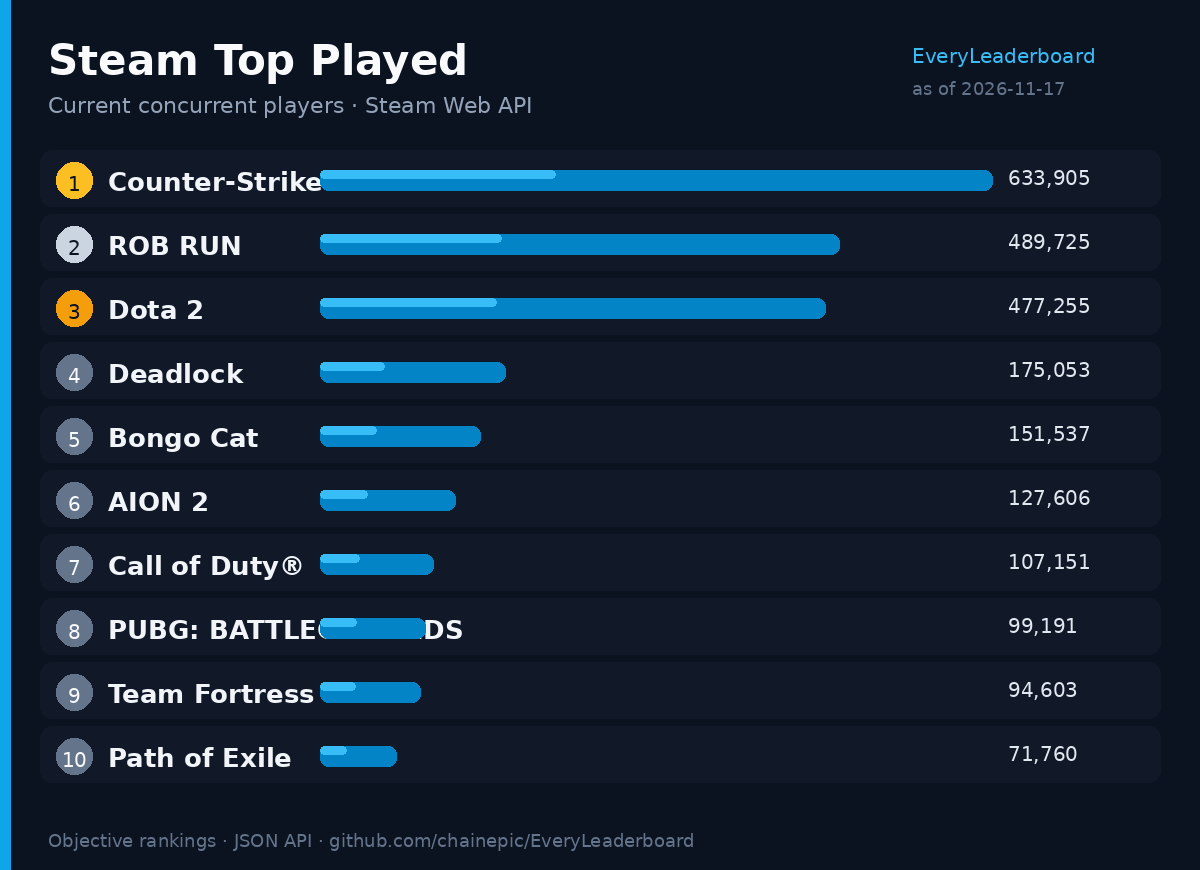 Steam Top Played
EveryLeaderboard
Current concurrent players · Steam Web API
as of 2026-11-17
1 Counter-Strike 633,905
2 ROB RUN 489,725
3 Dota 2 477,255
4 Deadlock 175,053
5 Bongo Cat 151,537
6 AION 2 127,606
7 Call of Duty® 107,151
8 PUBG: 99,191
9 Team Fortress 94,603
10 Path of Exile 71,760
Objective rankings · JSON API · github.com/chainepic/EveryLeaderboard